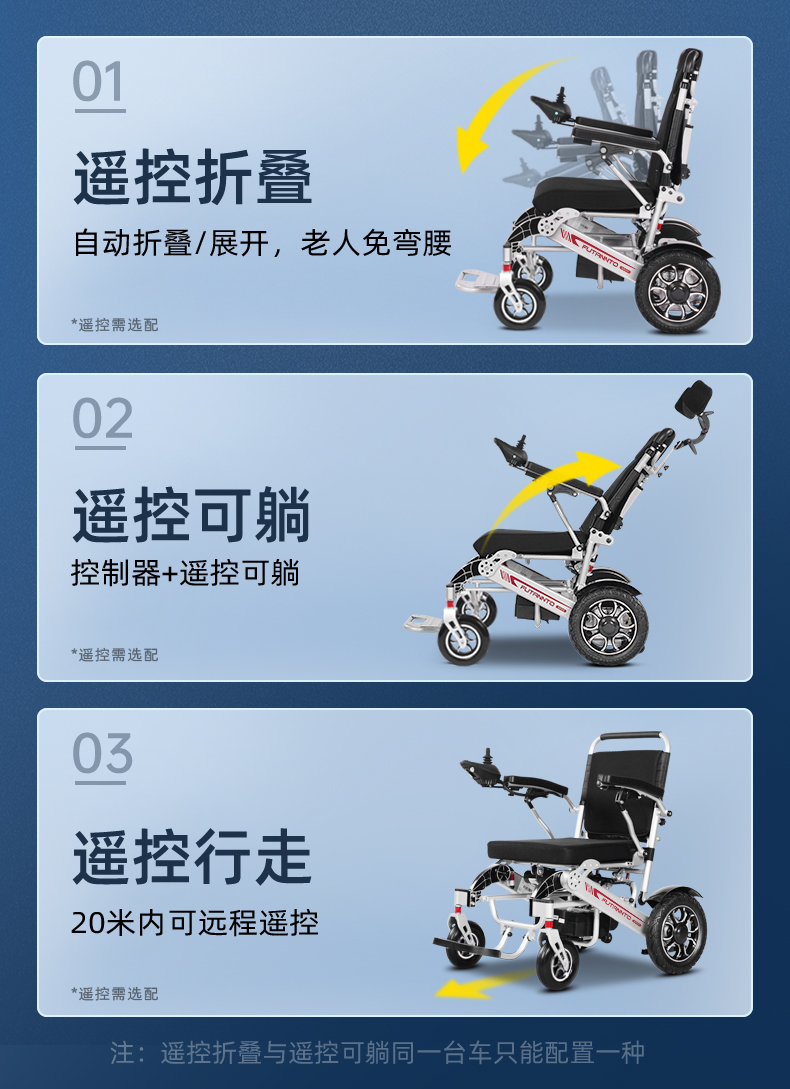 01
遥控折叠
自动折叠/展开，老人免弯腰
*遥控需选配
FUTANNTO
02
遥控可躺
控制器+遥控可躺
*遥控需选配
FUTANNTO
03
遥控行走
20米内可远程遥控
*遥控需选配
FUTANNTO
注：遥控折叠与遥控可躺同一台车只能配置一种